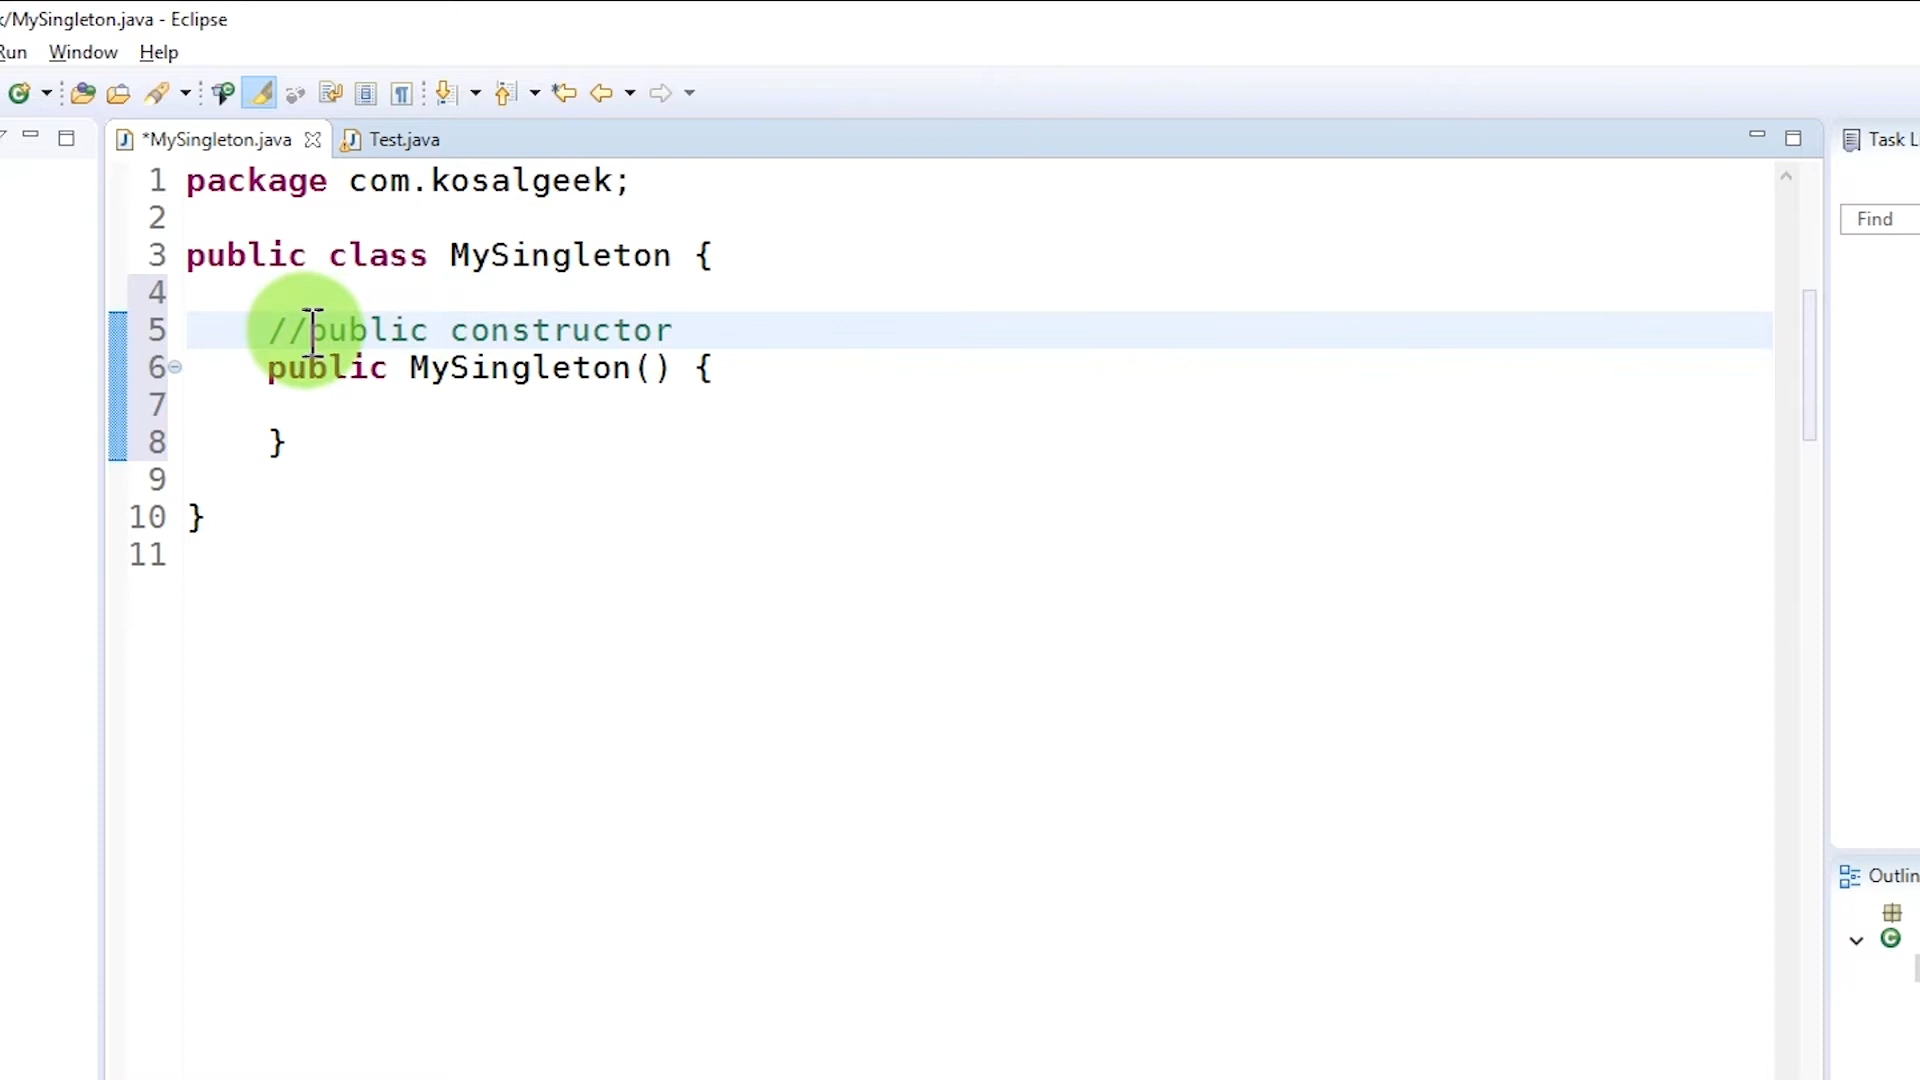 /MySingleton.java - Eclipse
Run Window Help
*MySingleton.java Test.java
Task Li
Find
1 package com.kosalgeek;
2
3 public class MySingleton {
4
5 //public constructor
6 public MySingleton() {
7
8 }
9
10 }
11
Outlin